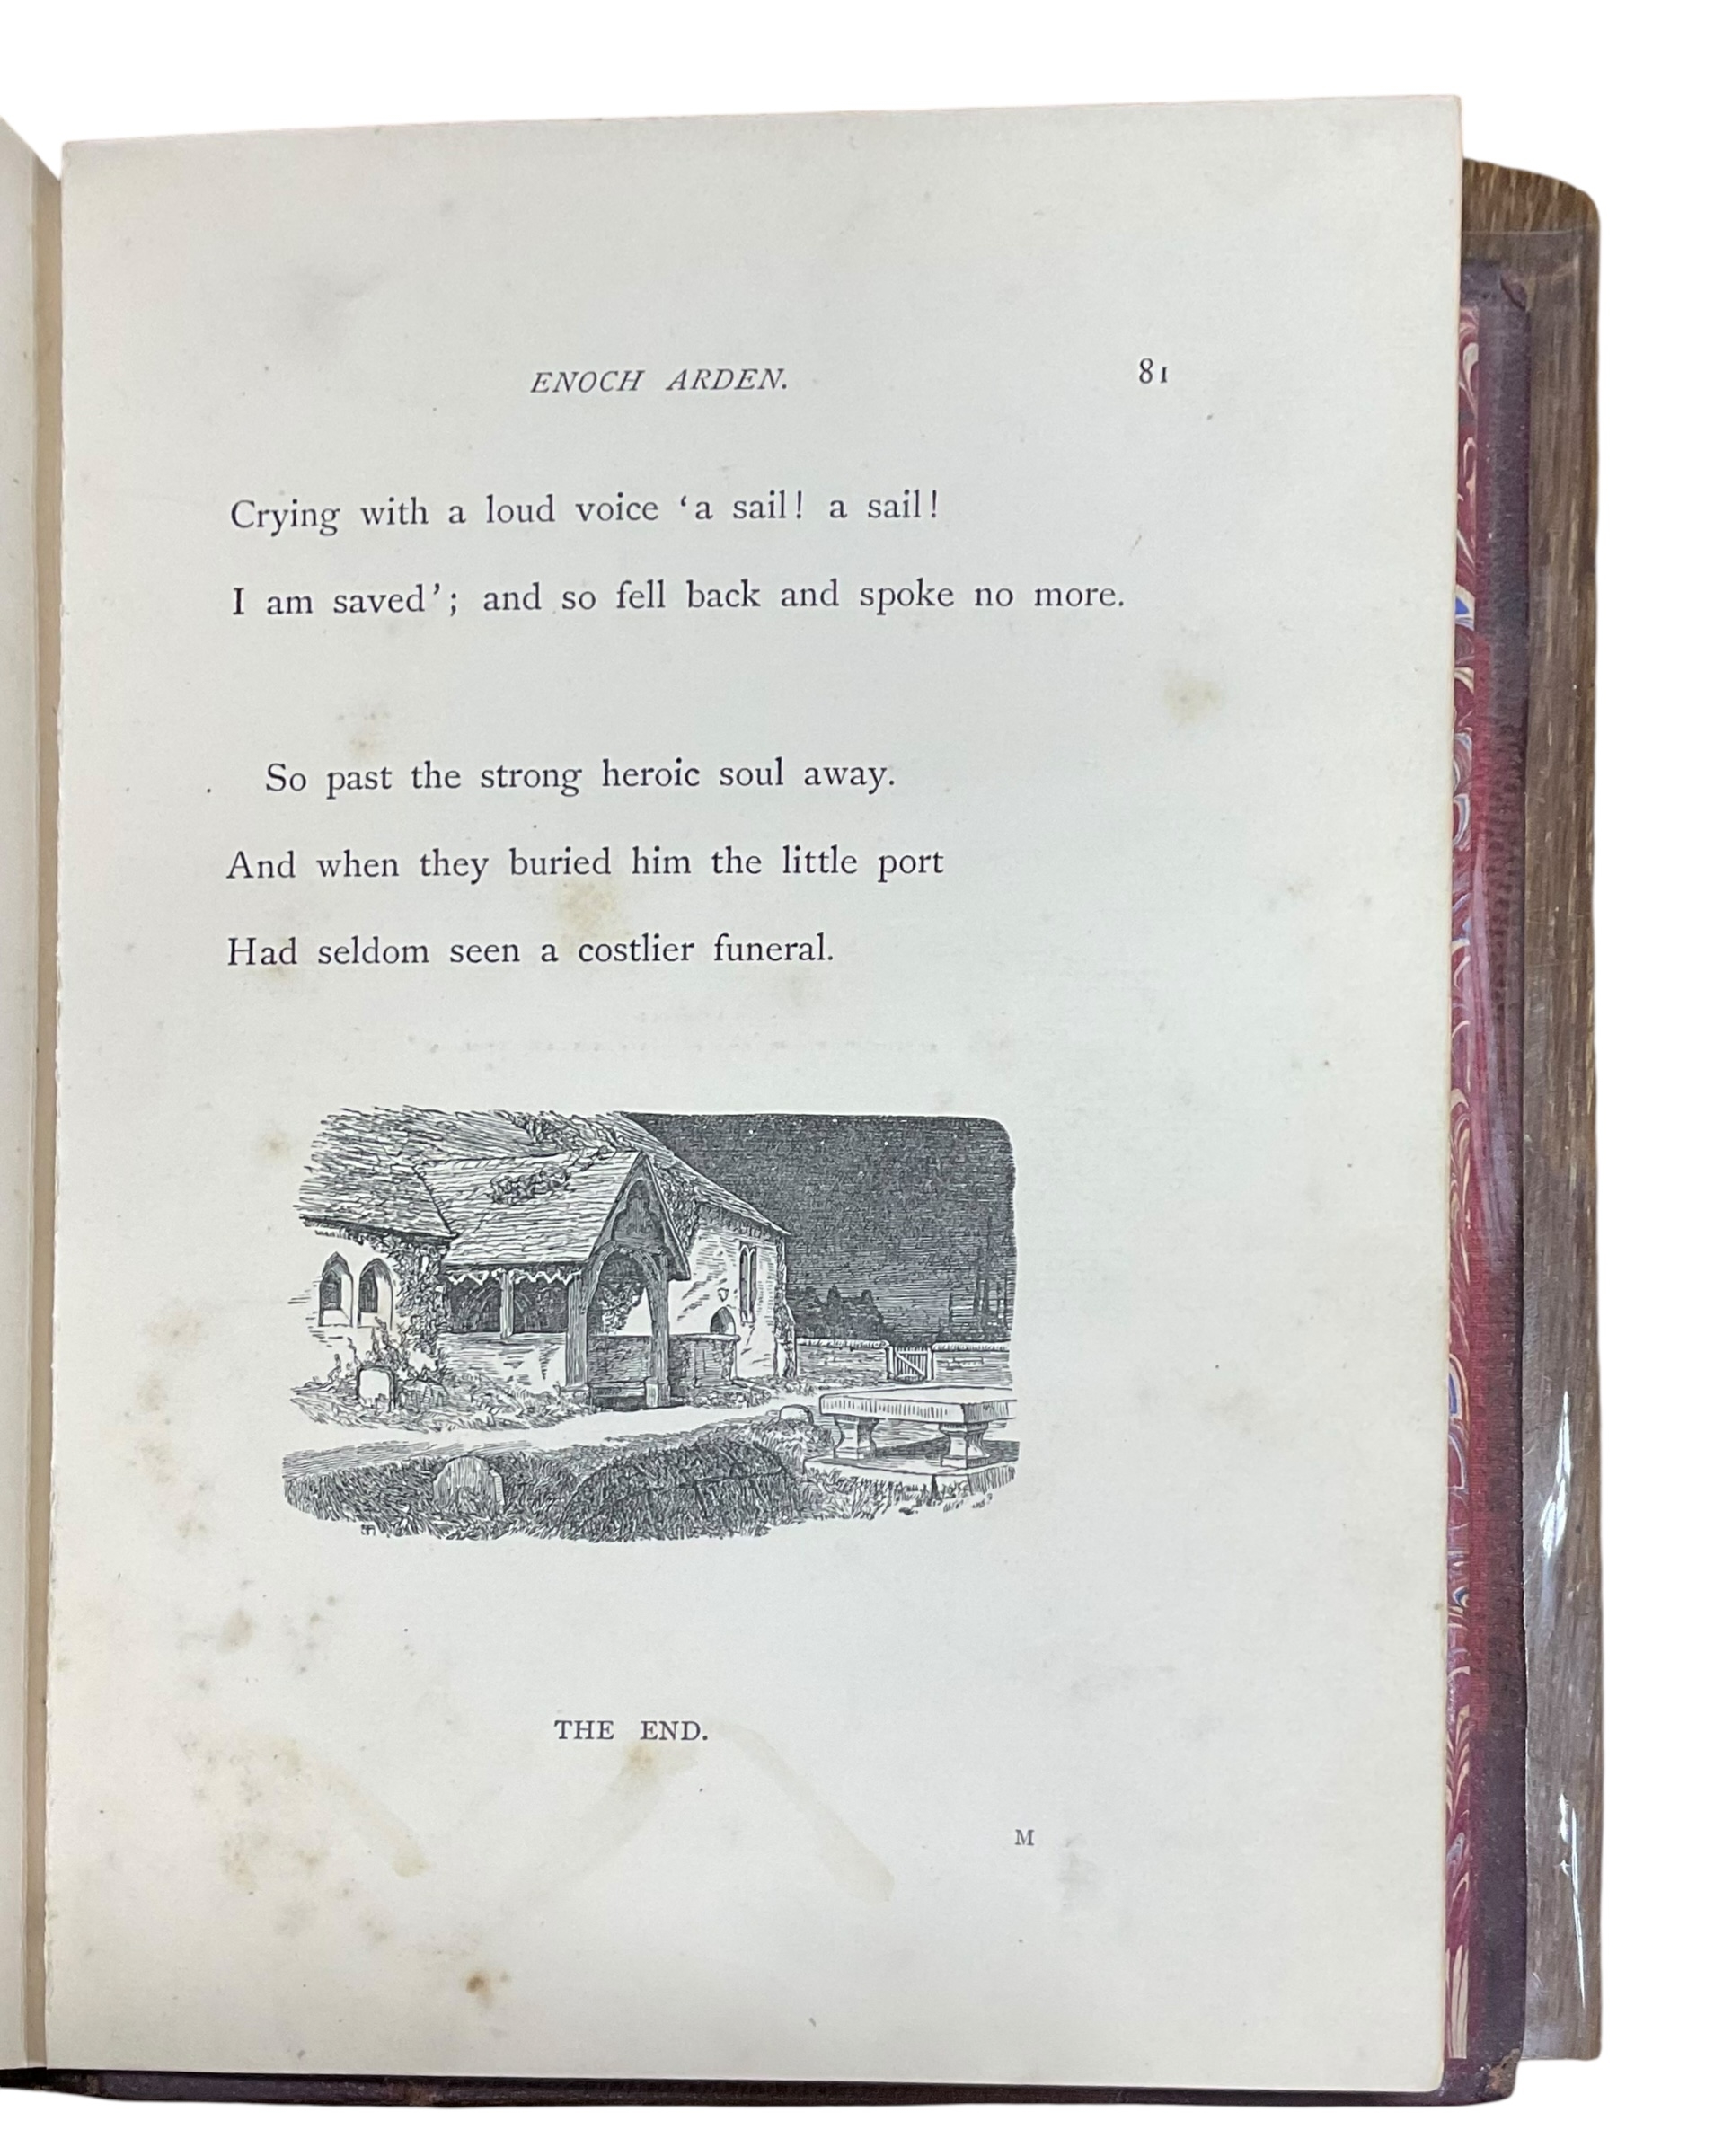 ENOCH ARDEN. 81
Crying with a loud voice ‘a sail! a sail!
I am saved’; and so fell back and spoke no more.
So past the strong heroic soul away.
And when they buried him the little port
Had seldom seen a costlier funeral.
THE END.
M